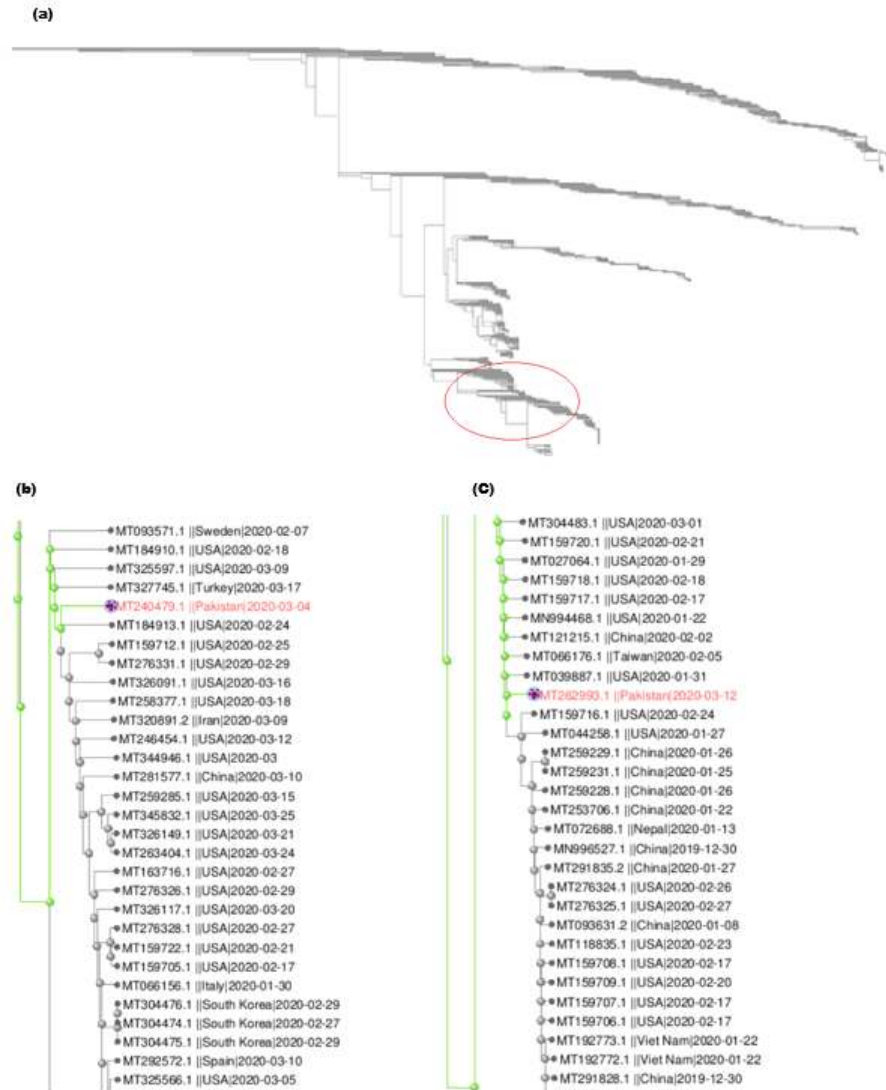 (a)
(b)
MT093571.1 ||Sweden|2020-02-07
MT184910.1 ||USA|2020-02-18
MT325597.1 ||USA|2020-03-09
MT327745.1 ||Turkey|2020-03-17
MT240479.1 ||Pakistan|2020-03-04
MT184913.1 ||USA|2020-02-24
MT159712.1 ||USA|2020-02-25
MT276331.1 ||USA|2020-02-29
MT326091.1 ||USA|2020-03-16
MT258377.1 ||USA|2020-03-18
MT320891.2 ||Iran|2020-03-09
MT246454.1 ||USA|2020-03-12
MT344946.1 ||USA|2020-03
MT281577.1 ||China|2020-03-10
MT259285.1 ||USA|2020-03-15
MT345832.1 ||USA|2020-03-25
MT326149.1 ||USA|2020-03-21
MT263404.1 ||USA|2020-03-24
MT163716.1 ||USA|2020-02-27
MT276326.1 ||USA|2020-02-29
MT326117.1 ||USA|2020-03-20
MT276328.1 ||USA|2020-02-27
MT159722.1 ||USA|2020-02-21
MT159705.1 ||USA|2020-02-17
MT066156.1 ||Italy|2020-01-30
MT304476.1 ||South Korea|2020-02-29
MT304474.1 ||South Korea|2020-02-27
MT304475.1 ||South Korea|2020-02-29
MT292572.1 ||Spain|2020-03-10
MT325566.1 ||USA|2020-03-05
(C)
MT304483.1 ||USA|2020-03-01
MT159720.1 ||USA|2020-02-21
MT027064.1 ||USA|2020-01-29
MT159718.1 ||USA|2020-02-18
MT159717.1 ||USA|2020-02-17
MN994468.1 ||USA|2020-01-22
MT121215.1 ||China|2020-02-02
MT066176.1 ||Taiwan|2020-02-05
MT039887.1 ||USA|2020-01-31
MT262993.1 ||Pakistan|2020-03-12
MT159716.1 ||USA|2020-02-24
MT044258.1 ||USA|2020-01-27
MT259229.1 ||China|2020-01-26
MT259231.1 ||China|2020-01-25
MT259228.1 ||China|2020-01-26
MT253706.1 ||China|2020-01-22
MT072688.1 ||Nepal|2020-01-13
MN996527.1 ||China|2019-12-30
MT291835.2 ||China|2020-01-27
MT276324.1 ||USA|2020-02-26
MT276325.1 ||USA|2020-02-27
MT093631.2 ||China|2020-01-08
MT118835.1 ||USA|2020-02-23
MT159708.1 ||USA|2020-02-17
MT159709.1 ||USA|2020-02-20
MT159707.1 ||USA|2020-02-17
MT159706.1 ||USA|2020-02-17
MT192773.1 ||Viet Nam|2020-01-22
MT192772.1 ||Viet Nam|2020-01-22
MT291828.1 ||China|2019-12-30